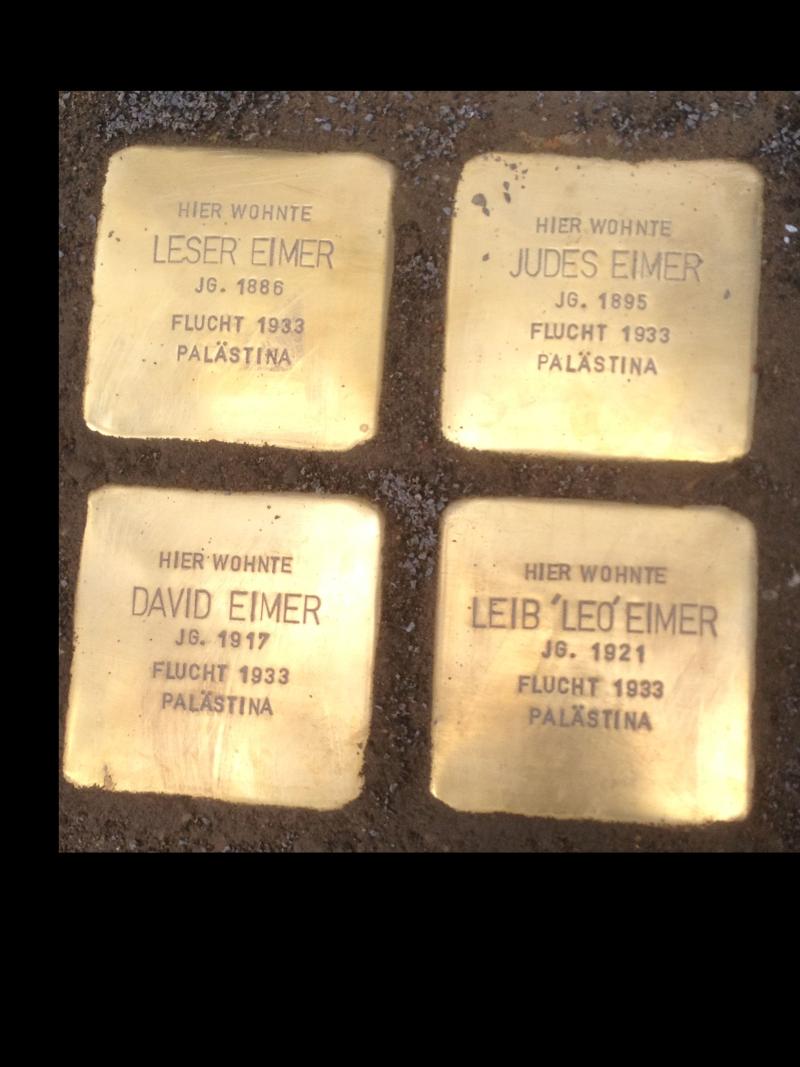 HIER WOHNTE
LESER EIMER
JG. 1886
FLUCHT 1933
PALÄSTINA
HIER WOHNTE
JUDES EIMER
JG. 1895
FLUCHT 1933
PALÄSTINA
HIER WOHNTE
DAVID EIMER
JG. 1917
FLUCHT 1933
PALÄSTINA
HIER WOHNTE
LEIB 'LEO' EIMER
JG. 1921
FLUCHT 1933
PALÄSTINA